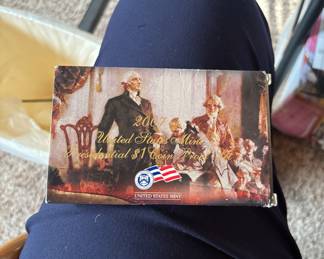 2007
United States Mint
Presidential $1 Coin Proof Set
UNITED STATES MINT